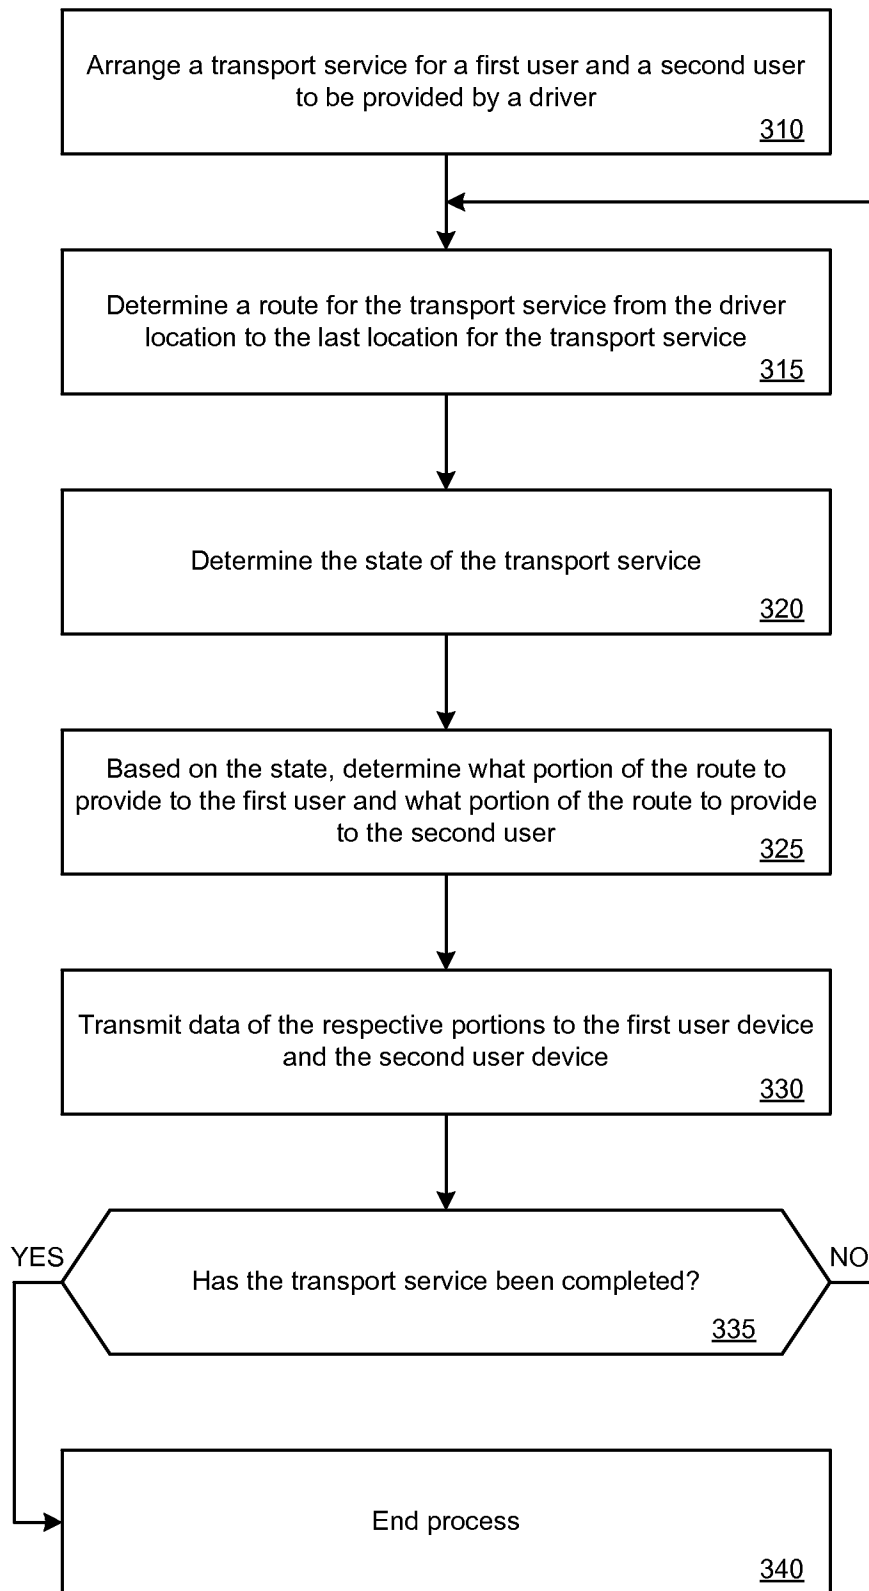 Arrange a transport service for a first user and a second user
to be provided by a driver
310
Determine a route for the transport service from the driver
location to the last location for the transport service
315
Determine the state of the transport service
320
Based on the state, determine what portion of the route to
provide to the first user and what portion of the route to provide
to the second user
325
Transmit data of the respective portions to the first user device
and the second user device
330
YES
NO
Has the transport service been completed?
335
End process
340